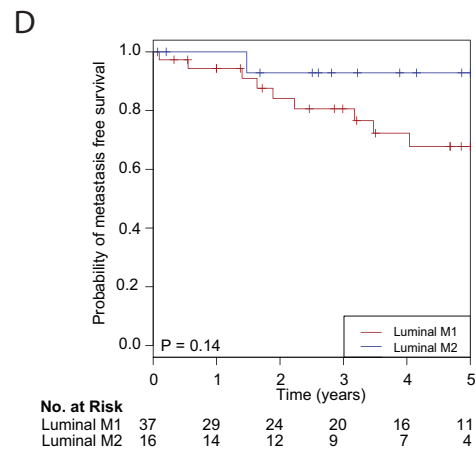 D
Probability of metastasis free survival
1.0
0.8
0.6
0.4
0.2
0.0
P = 0.14
Luminal M1
Luminal M2
0 1 2 3 4 5
Time (years)
No. at Risk
Luminal M1 37 29 24 20 16 11
Luminal M2 16 14 12 9 7 4